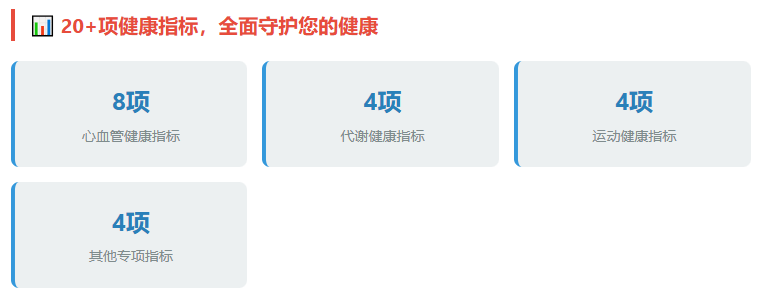 📊 20+项健康指标，全面守护您的健康
8项
心血管健康指标
4项
代谢健康指标
4项
运动健康指标
4项
其他专项指标